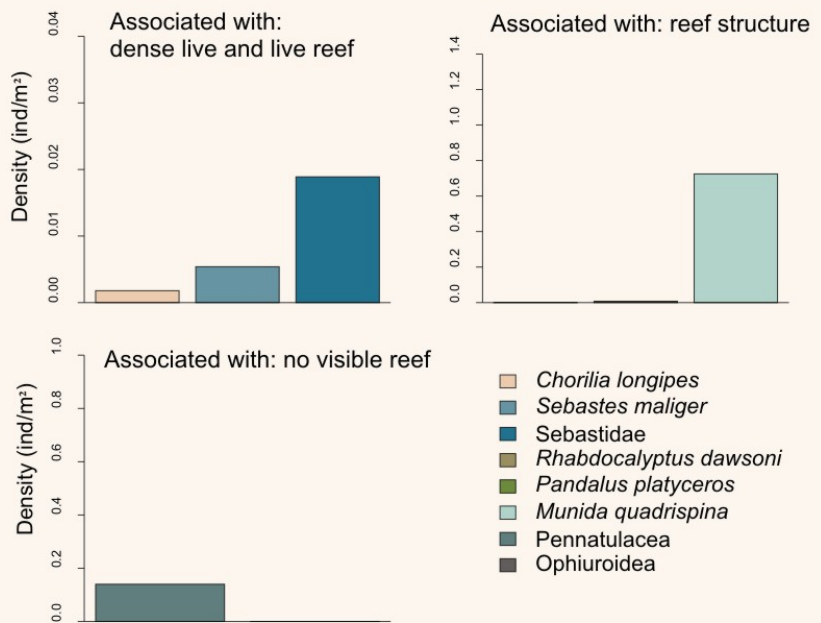 Associated with:
dense live and live reef
Density (ind/m²)
0.04
0.03
0.02
0.01
0.00
Associated with: reef structure
1.4
1.2
1.0
0.8
0.6
0.4
0.2
0.0
Associated with: no visible reef
Density (ind/m²)
1.0
0.8
0.6
0.4
0.2
0.0
Chorilia longipes
Sebastes maliger
Sebastidae
Rhabdocalyptus dawsoni
Pandalus platyceros
Munida quadrispina
Pennatulacea
Ophiuroidea